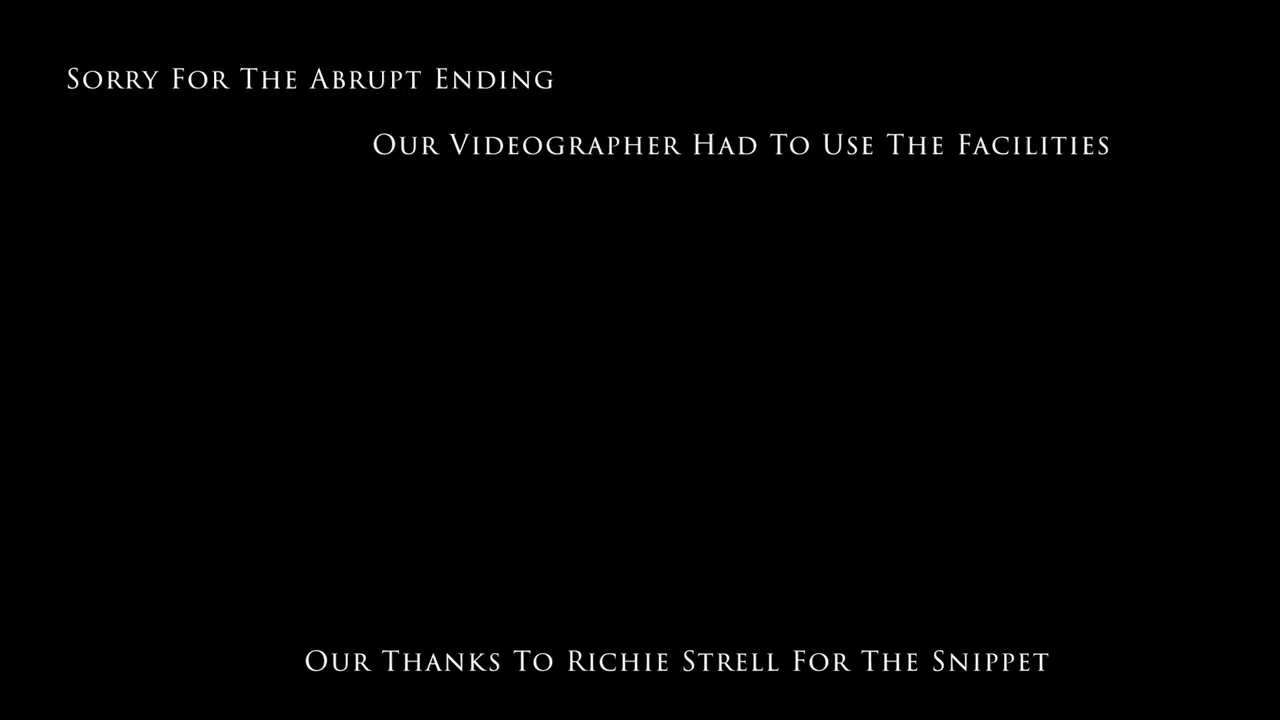 Sorry For The Abrupt Ending
Our Videographer Had To Use The Facilities
Our Thanks To Richie Strell For The Snippet